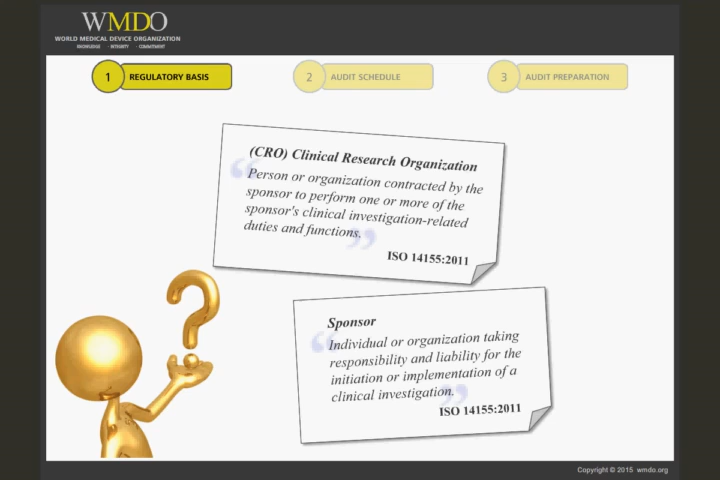 WMDO
WORLD MEDICAL DEVICE ORGANIZATION
KNOWLEDGE - INTEGRITY - COMMITMENT
1 REGULATORY BASIS
2 AUDIT SCHEDULE
3 AUDIT PREPARATION
(CRO) Clinical Research Organization
“Person or organization contracted by the
sponsor to perform one or more of the
sponsor's clinical investigation-related
duties and functions.”
ISO 14155:2011
Sponsor
“Individual or organization taking
responsibility and liability for the
initiation or implementation of a
clinical investigation.”
ISO 14155:2011
Copyright © 2015 wmdo.org